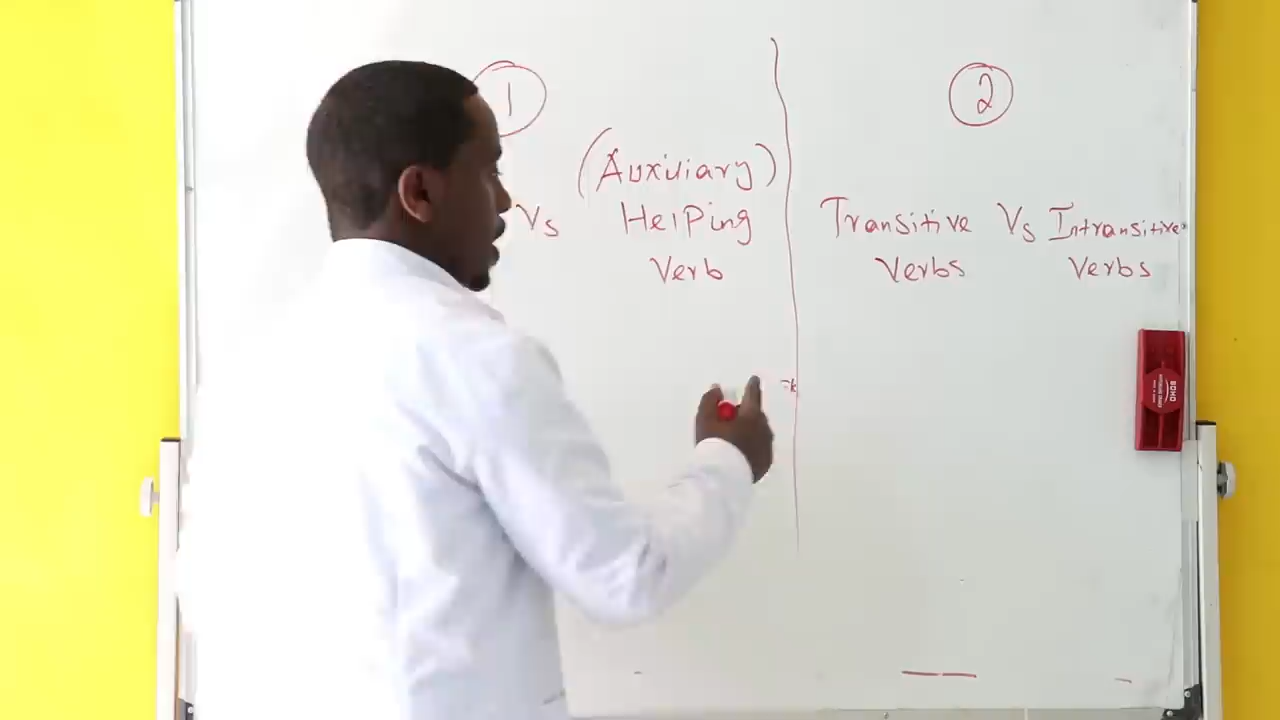 1
Vs (Auxiliary)
Helping
Verb
2
Transitive Vs Intransitive
Verbs Verbs